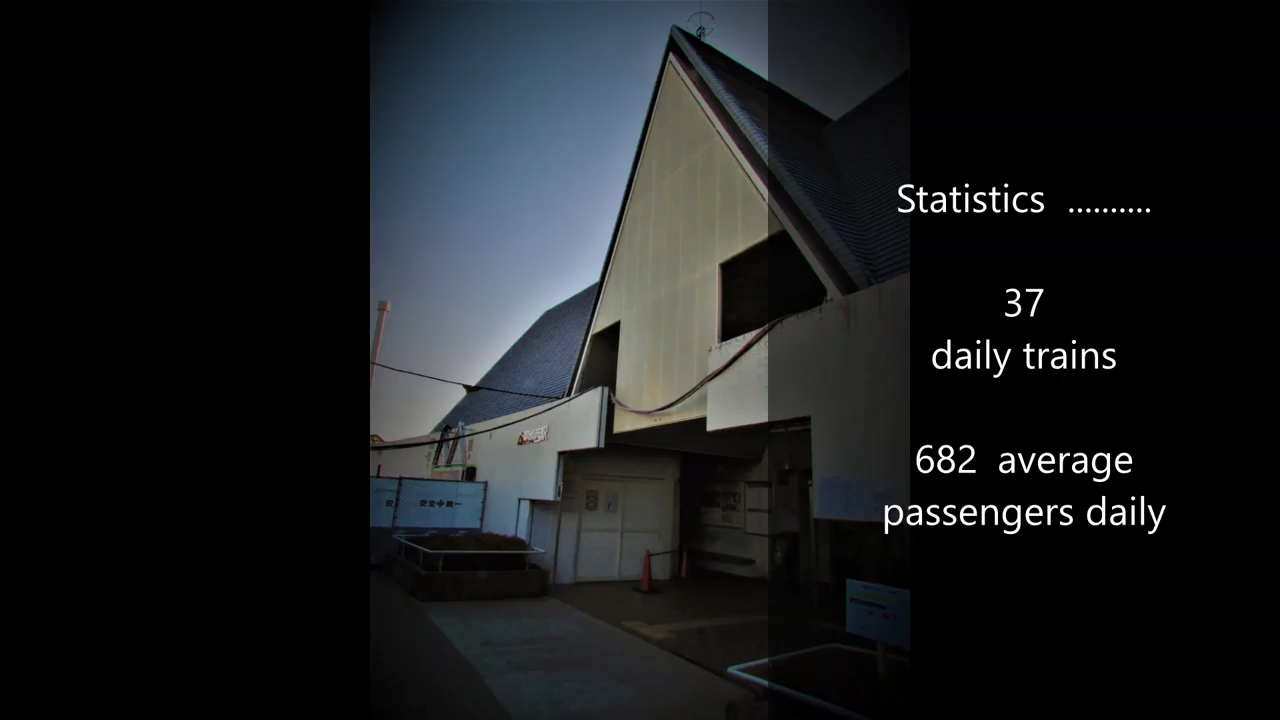 Statistics ..........
37
daily trains
682 average
passengers daily